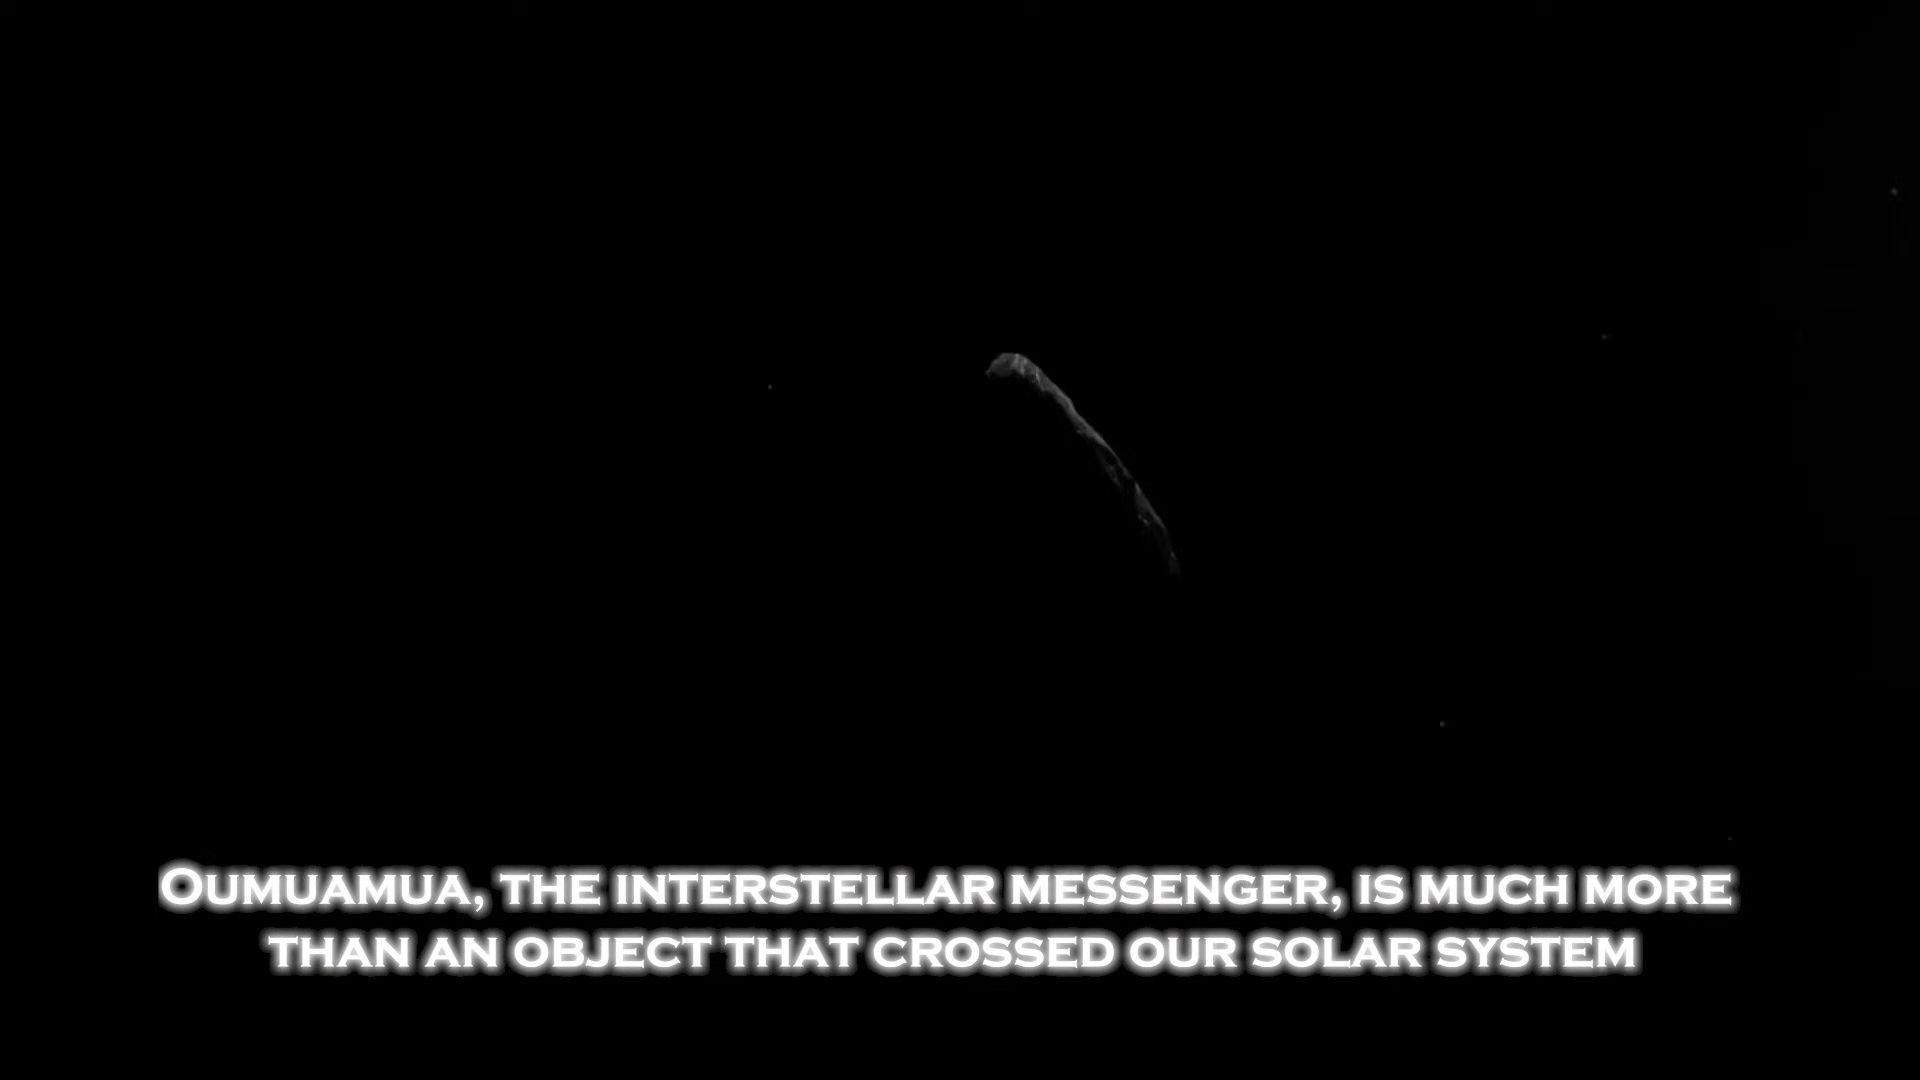 Oumuamua, the interstellar messenger, is much more
than an object that crossed our solar system